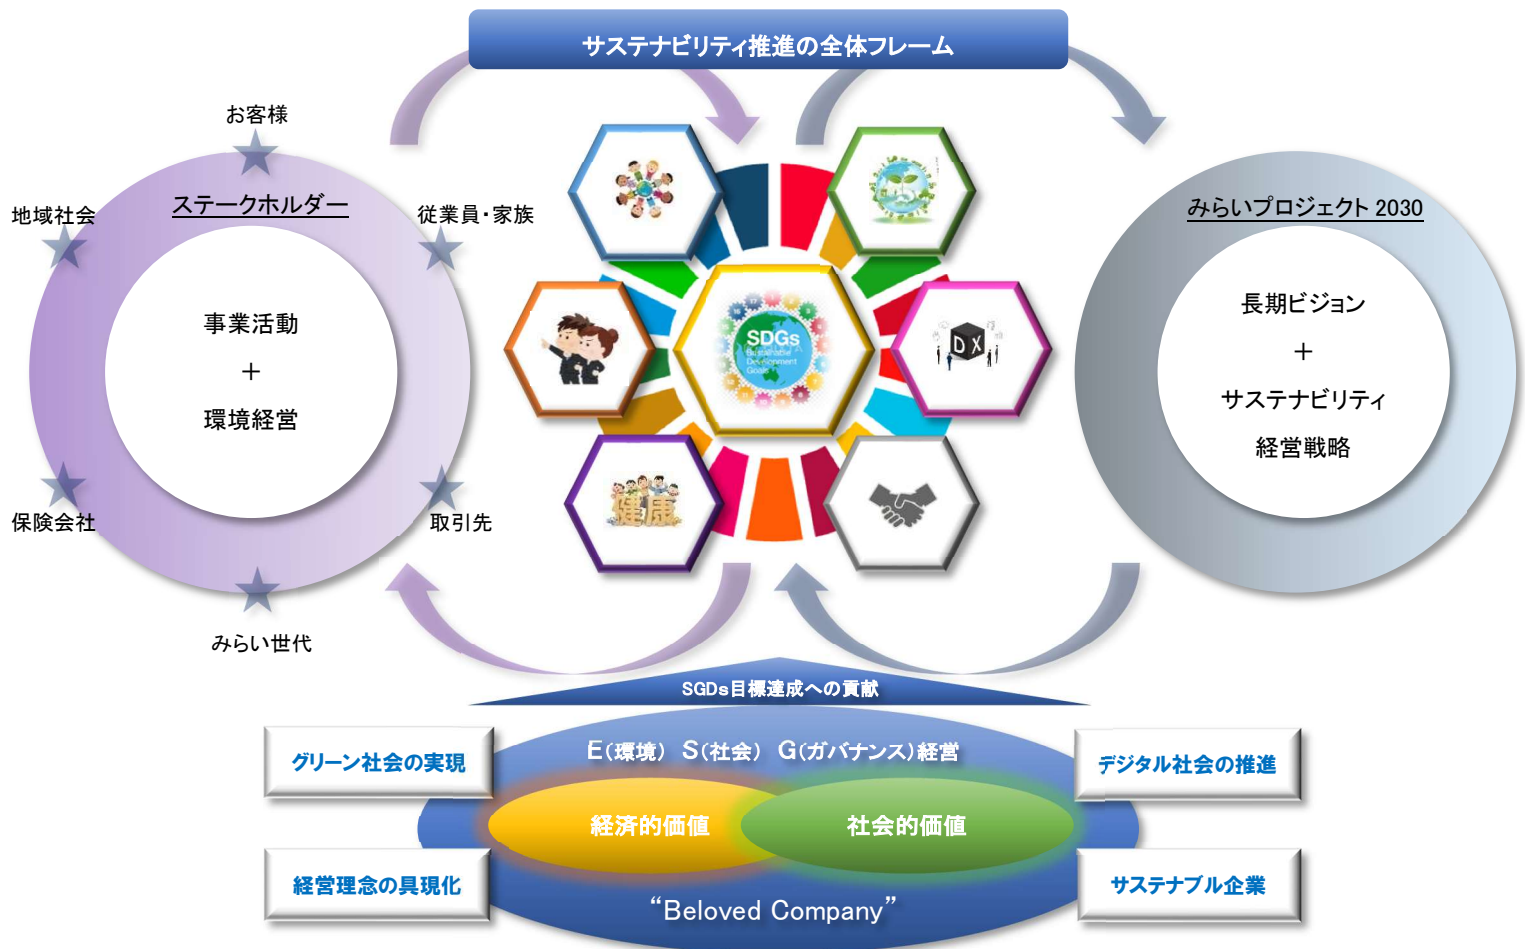 サステナビリティ推進の全体フレーム
お客様
地域社会
ステークホルダー
従業員・家族
事業活動
+
環境経営
保険会社
取引先
みらい世代
SDGs
Sustainable
Development
Goals
DX
健康
みらいプロジェクト 2030
長期ビジョン
+
サステナビリティ
経営戦略
SGDs目標達成への貢献
E(環境) S(社会) G(ガバナンス)経営
グリーン社会の実現
デジタル社会の推進
経済的価値
社会的価値
経営理念の具現化
サステナブル企業
“Beloved Company”